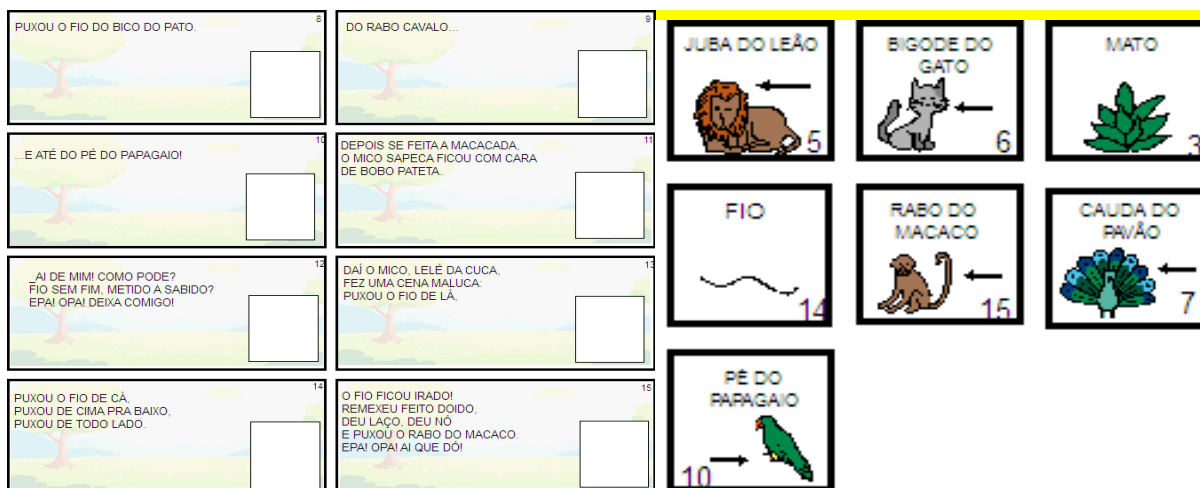 8
PUXOU O FIO DO BICO DO PATO.
9
DO RABO CAVALO...
10
...E ATÉ DO PÉ DO PAPAGAIO!
11
DEPOIS SE FEITA A MACACADA,
O MICO SAPECA FICOU COM CARA
DE BOBO PATETA.
12
AI DE MIM! COMO PODE?
FIO SEM FIM, METIDO A SABIDO?
EPA! OPA! DEIXA COMIGO!
13
DAÍ O MICO, LELÉ DA CUCA,
FEZ UMA CENA MALUCA:
PUXOU O FIO DE LÁ,
14
PUXOU O FIO DE CÁ,
PUXOU DE CIMA PRA BAIXO,
PUXOU DE TODO LADO.
15
O FIO FICOU IRADO!
REMEXEU FEITO DOIDO,
DEU LAÇO, DEU NÓ
E PUXOU O RABO DO MACACO.
EPA! OPA! AI QUE DÓ!
JUBA DO LEÃO
5
BIGODE DO
GATO
6
MATO
3
FIO
14
RABO DO
MACACO
15
CAUDA DO
PAVÃO
7
PÉ DO
PAPAGAIO
10